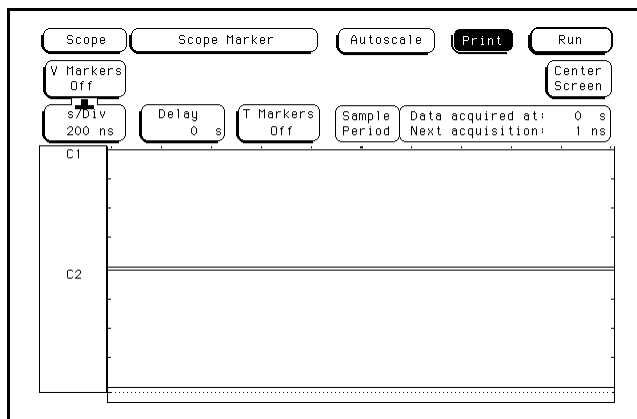 Scope Scope Marker Autoscale Print Run
V Markers Center
Off Screen
s/Div Delay T Markers Sample Data acquired at: 0 s
200 ns 0 s Off Period Next acquisition: 1 ns
C1
C2